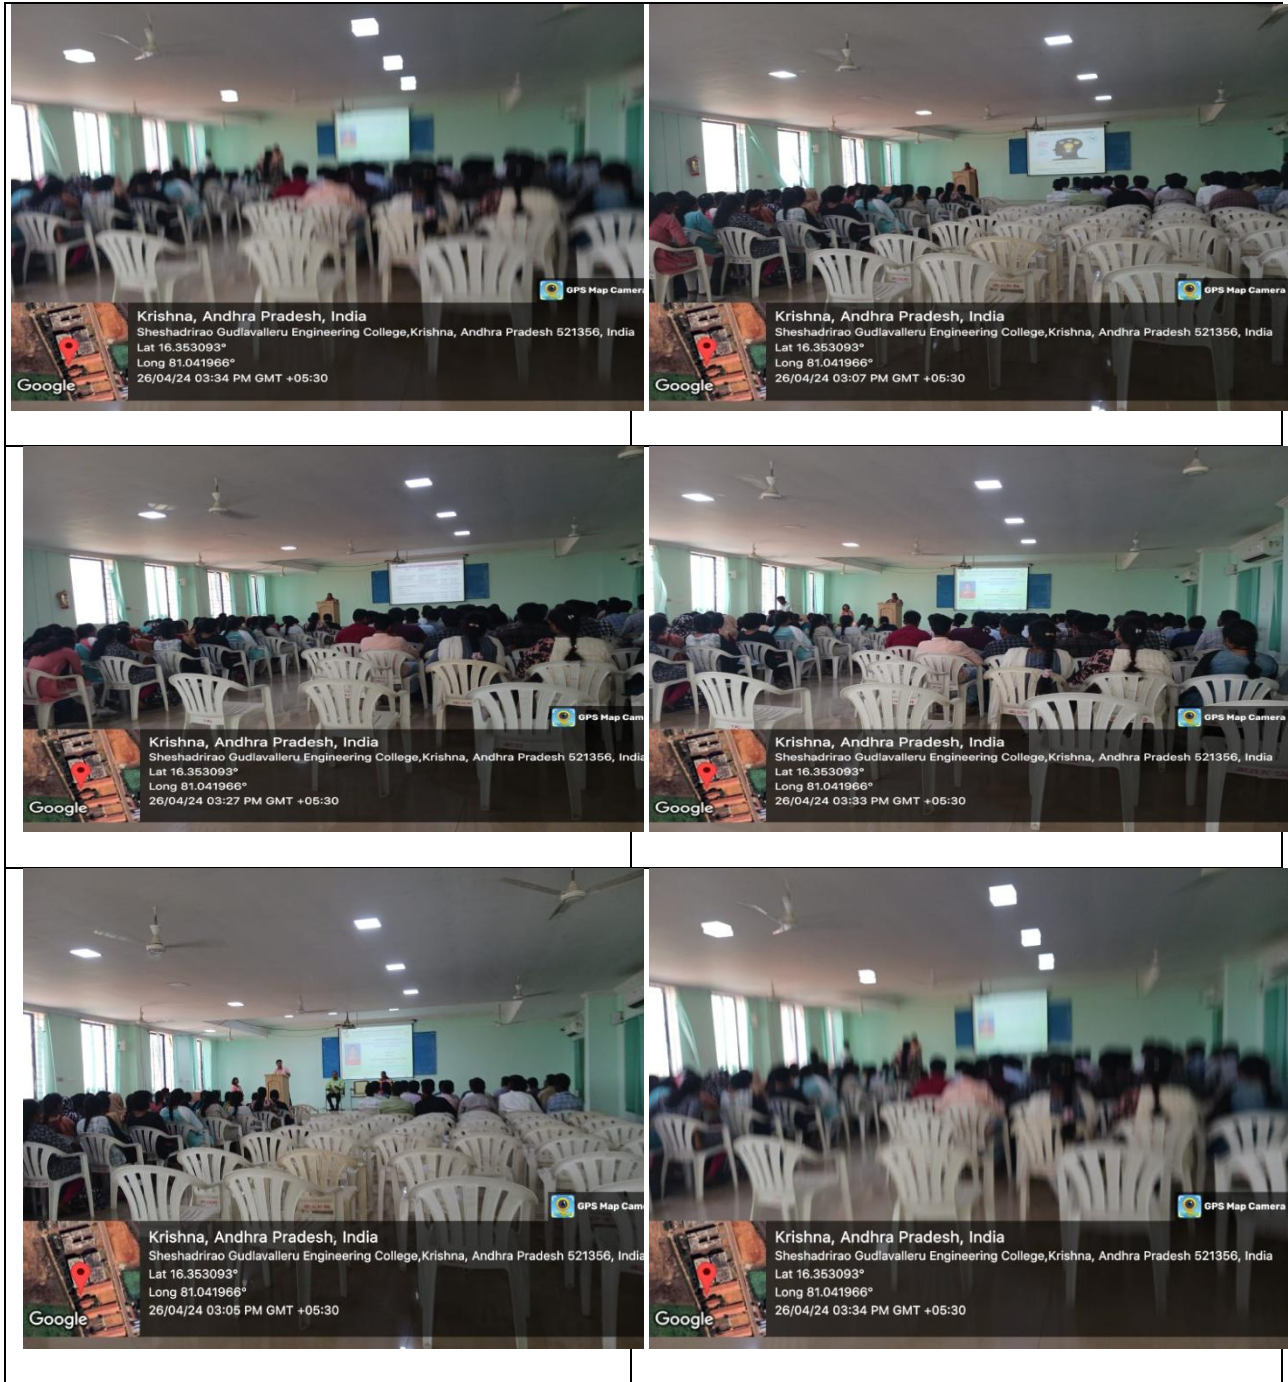 GPS Map Camera
Krishna, Andhra Pradesh, India
Sheshadrirao Gudlavalleru Engineering College,Krishna, Andhra Pradesh 521356, India
Lat 16.353093°
Long 81.041966°
26/04/24 03:34 PM GMT +05:30
Google
GPS Map Camera
Krishna, Andhra Pradesh, India
Sheshadrirao Gudlavalleru Engineering College,Krishna, Andhra Pradesh 521356, India
Lat 16.353093°
Long 81.041966°
26/04/24 03:07 PM GMT +05:30
Google
GPS Map Cam
Krishna, Andhra Pradesh, India
Sheshadrirao Gudlavalleru Engineering College,Krishna, Andhra Pradesh 521356, India
Lat 16.353093°
Long 81.041966°
26/04/24 03:27 PM GMT +05:30
Google
GPS Map Camera
Krishna, Andhra Pradesh, India
Sheshadrirao Gudlavalleru Engineering College,Krishna, Andhra Pradesh 521356, India
Lat 16.353093°
Long 81.041966°
26/04/24 03:33 PM GMT +05:30
Google
GPS Map Cam
Krishna, Andhra Pradesh, India
Sheshadrirao Gudlavalleru Engineering College,Krishna, Andhra Pradesh 521356, India
Lat 16.353093°
Long 81.041966°
26/04/24 03:05 PM GMT +05:30
Google
GPS Map Camera
Krishna, Andhra Pradesh, India
Sheshadrirao Gudlavalleru Engineering College,Krishna, Andhra Pradesh 521356, India
Lat 16.353093°
Long 81.041966°
26/04/24 03:34 PM GMT +05:30
Google